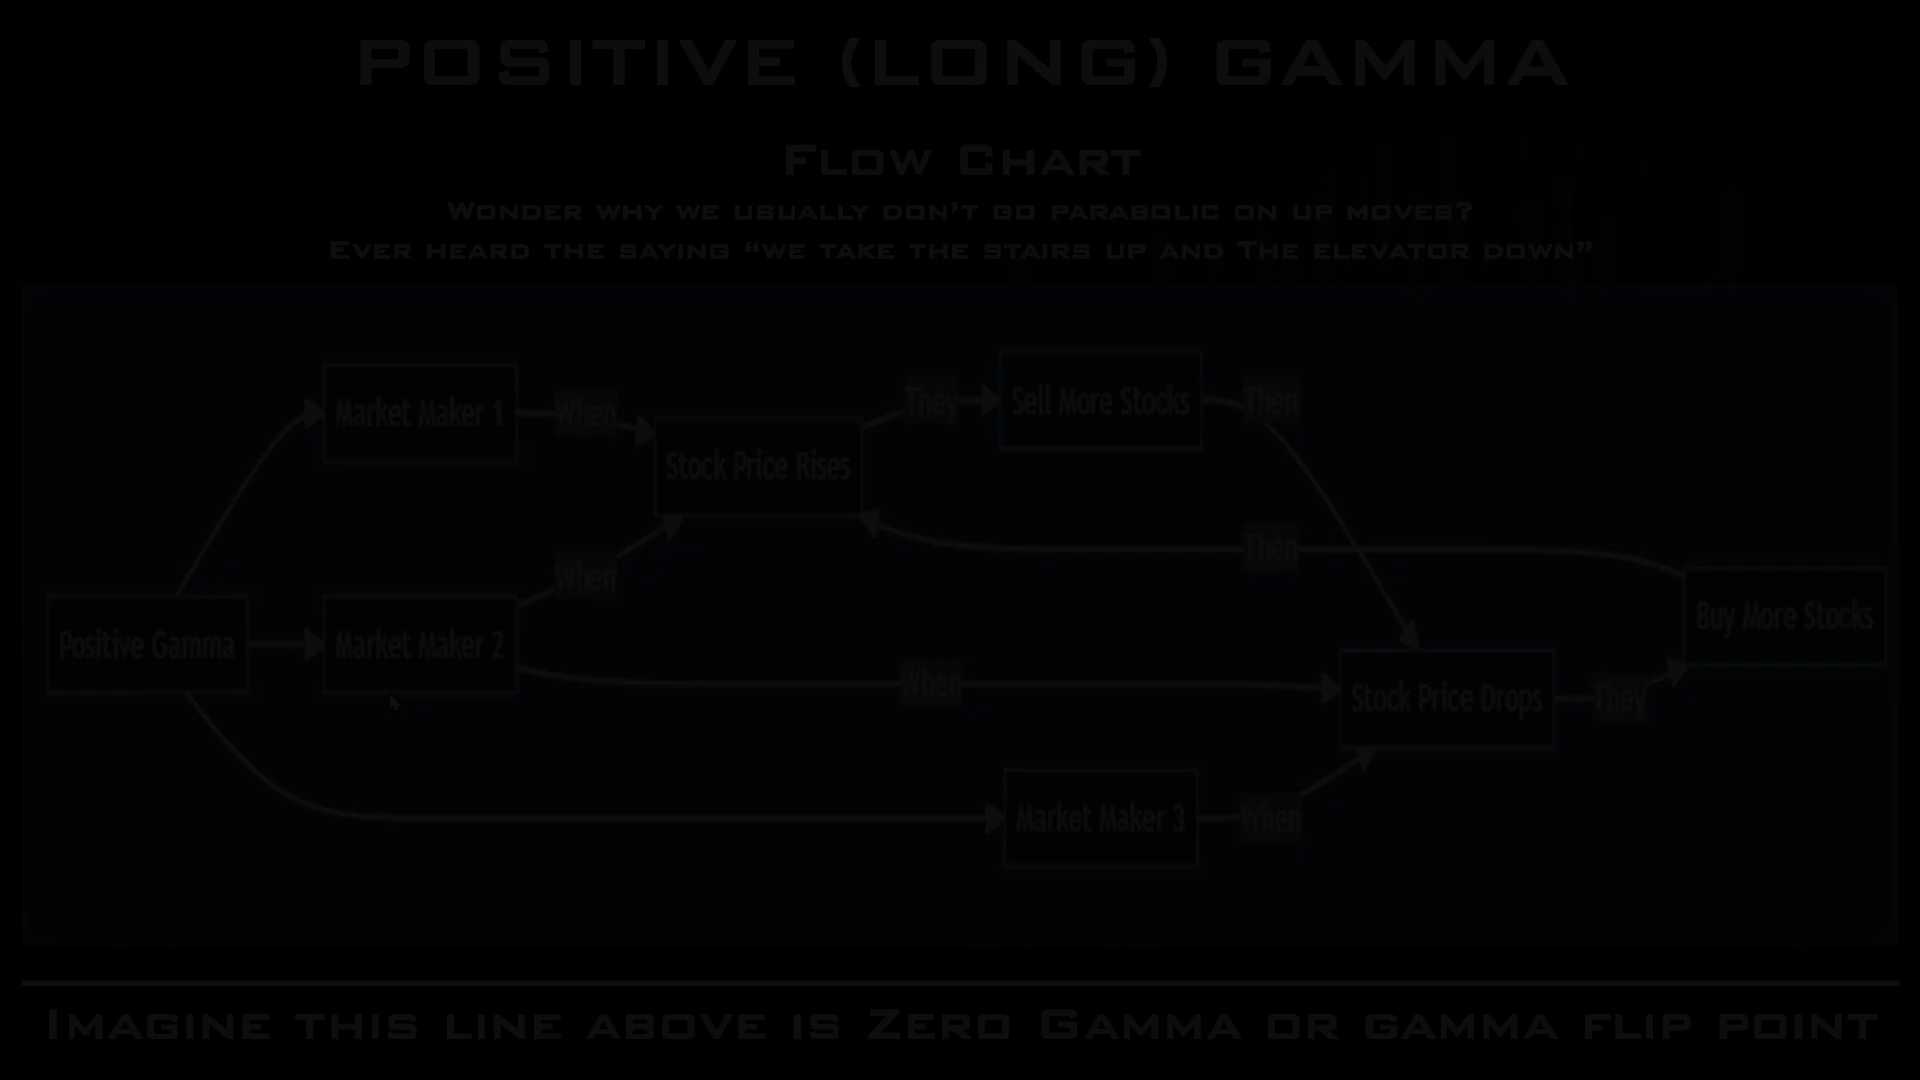 POSITIVE (LONG) GAMMA
FLOW CHART
WONDER WHY WE USUALLY DON'T GO PARABOLIC ON UP MOVES?
EVER HEARD THE SAYING “WE TAKE THE STAIRS UP AND THE ELEVATOR DOWN”
Market Maker 1
When
Stock Price Rises
They
Sell More Stocks
Then
When
Then
Positive Gamma
Market Maker 2
When
Stock Price Drops
They
Buy More Stocks
Market Maker 3
When
IMAGINE THIS LINE ABOVE IS ZERO GAMMA OR GAMMA FLIP POINT